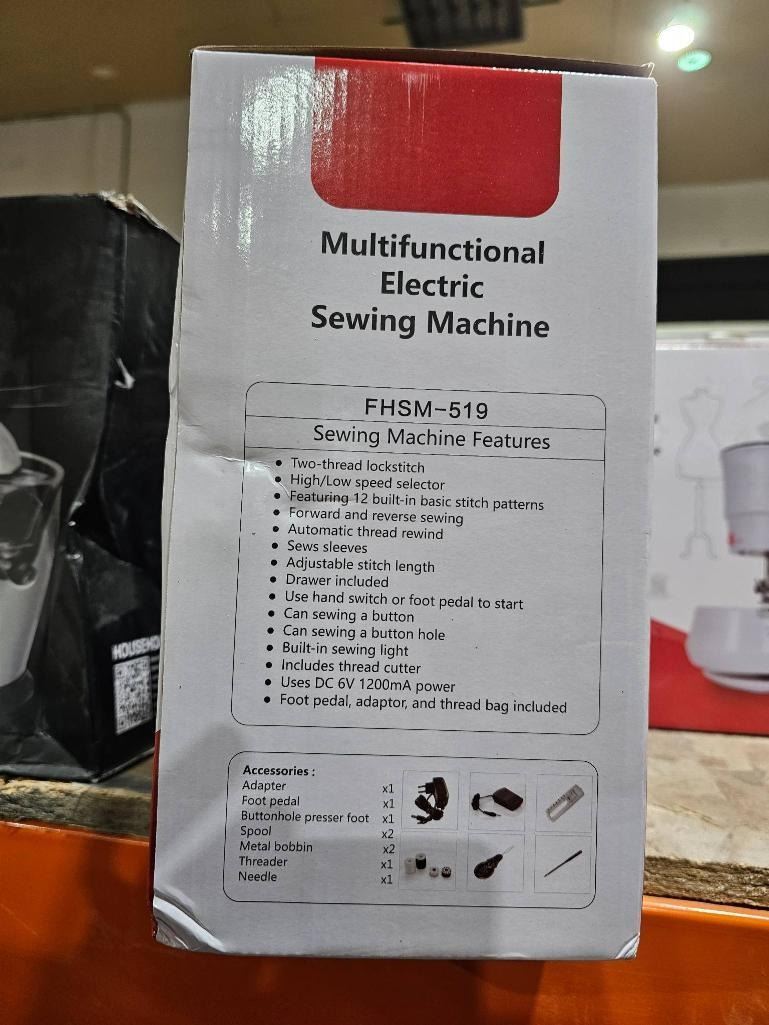 Multifunctional
Electric
Sewing Machine
FHSM-519
Sewing Machine Features
• Two-thread lockstitch
• High/Low speed selector
• Featuring 12 built-in basic stitch patterns
• Forward and reverse sewing
• Automatic thread rewind
• Sews sleeves
• Adjustable stitch length
• Drawer included
• Use hand switch or foot pedal to start
• Can sewing a button
• Can sewing a button hole
• Built-in sewing light
• Includes thread cutter
• Uses DC 6V 1200mA power
• Foot pedal, adaptor, and thread bag included
Accessories :
Adapter x1
Foot pedal x1
Buttonhole presser foot x1
Spool x2
Metal bobbin x2
Threader x1
Needle x1